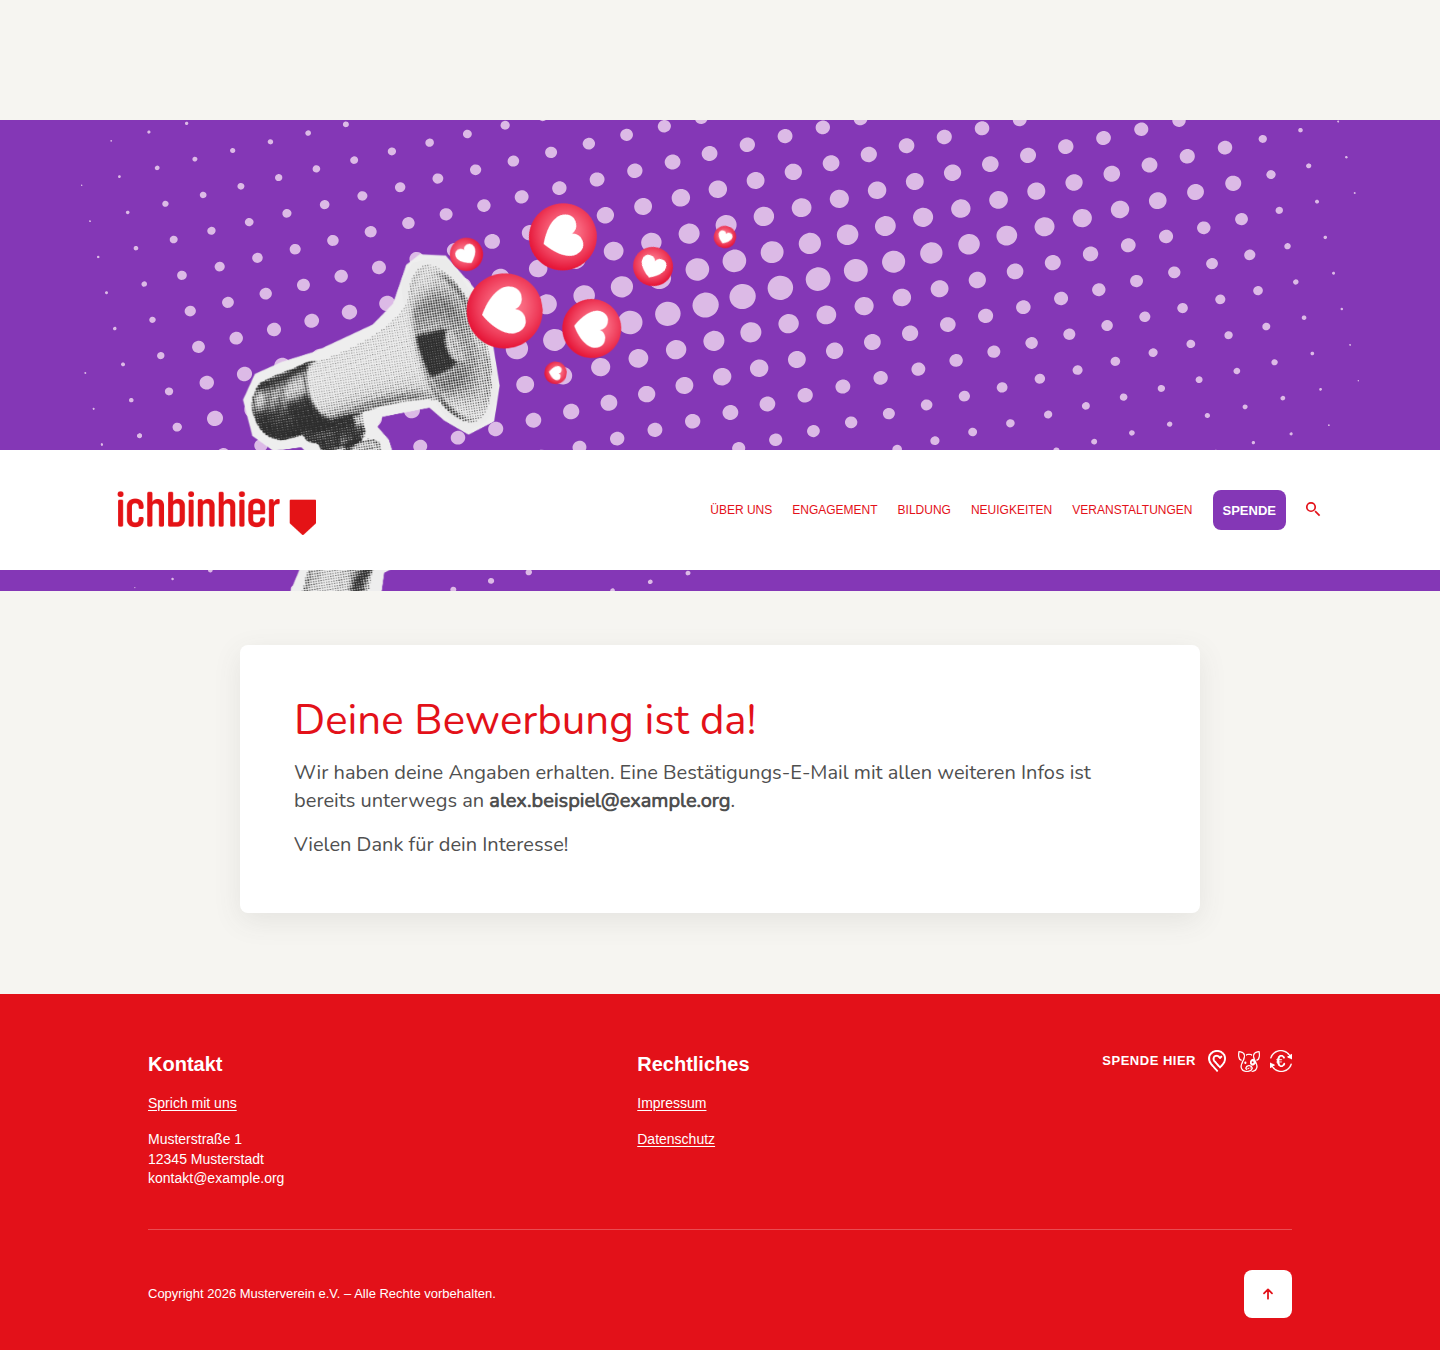 ichbinhier
ÜBER UNS ENGAGEMENT BILDUNG NEUIGKEITEN VERANSTALTUNGEN SPENDE
Deine Bewerbung ist da!
Wir haben deine Angaben erhalten. Eine Bestätigungs-E-Mail mit allen weiteren Infos ist
bereits unterwegs an alex.beispiel@example.org.
Vielen Dank für dein Interesse!
Kontakt
Sprich mit uns
Musterstraße 1
12345 Musterstadt
kontakt@example.org
Rechtliches
Impressum
Datenschutz
SPENDE HIER
Copyright 2026 Musterverein e.V. – Alle Rechte vorbehalten.